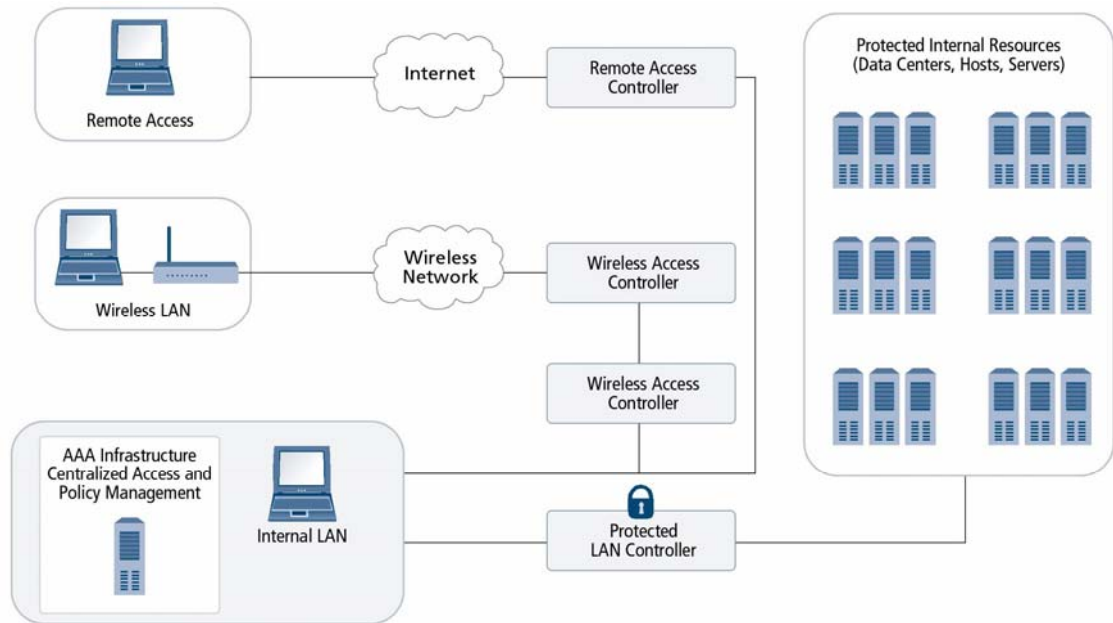 Remote Access
Internet
Remote Access
Controller
Protected Internal Resources
(Data Centers, Hosts, Servers)
Wireless LAN
Wireless
Network
Wireless Access
Controller
Wireless Access
Controller
AAA Infrastructure
Centralized Access and
Policy Management
Internal LAN
Protected
LAN Controller